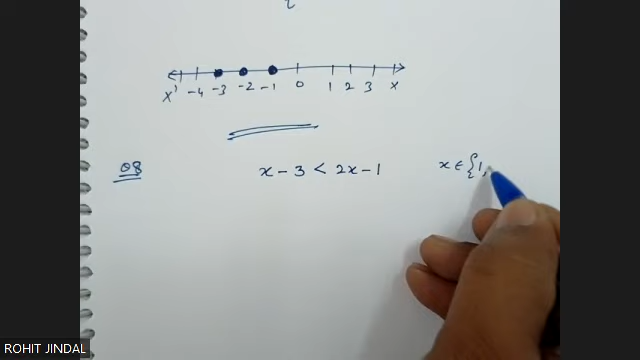 X' -4 -3 -2 -1 0 1 2 3 x
Q8 x - 3 < 2x - 1 x ∈ {1,
ROHIT JINDAL